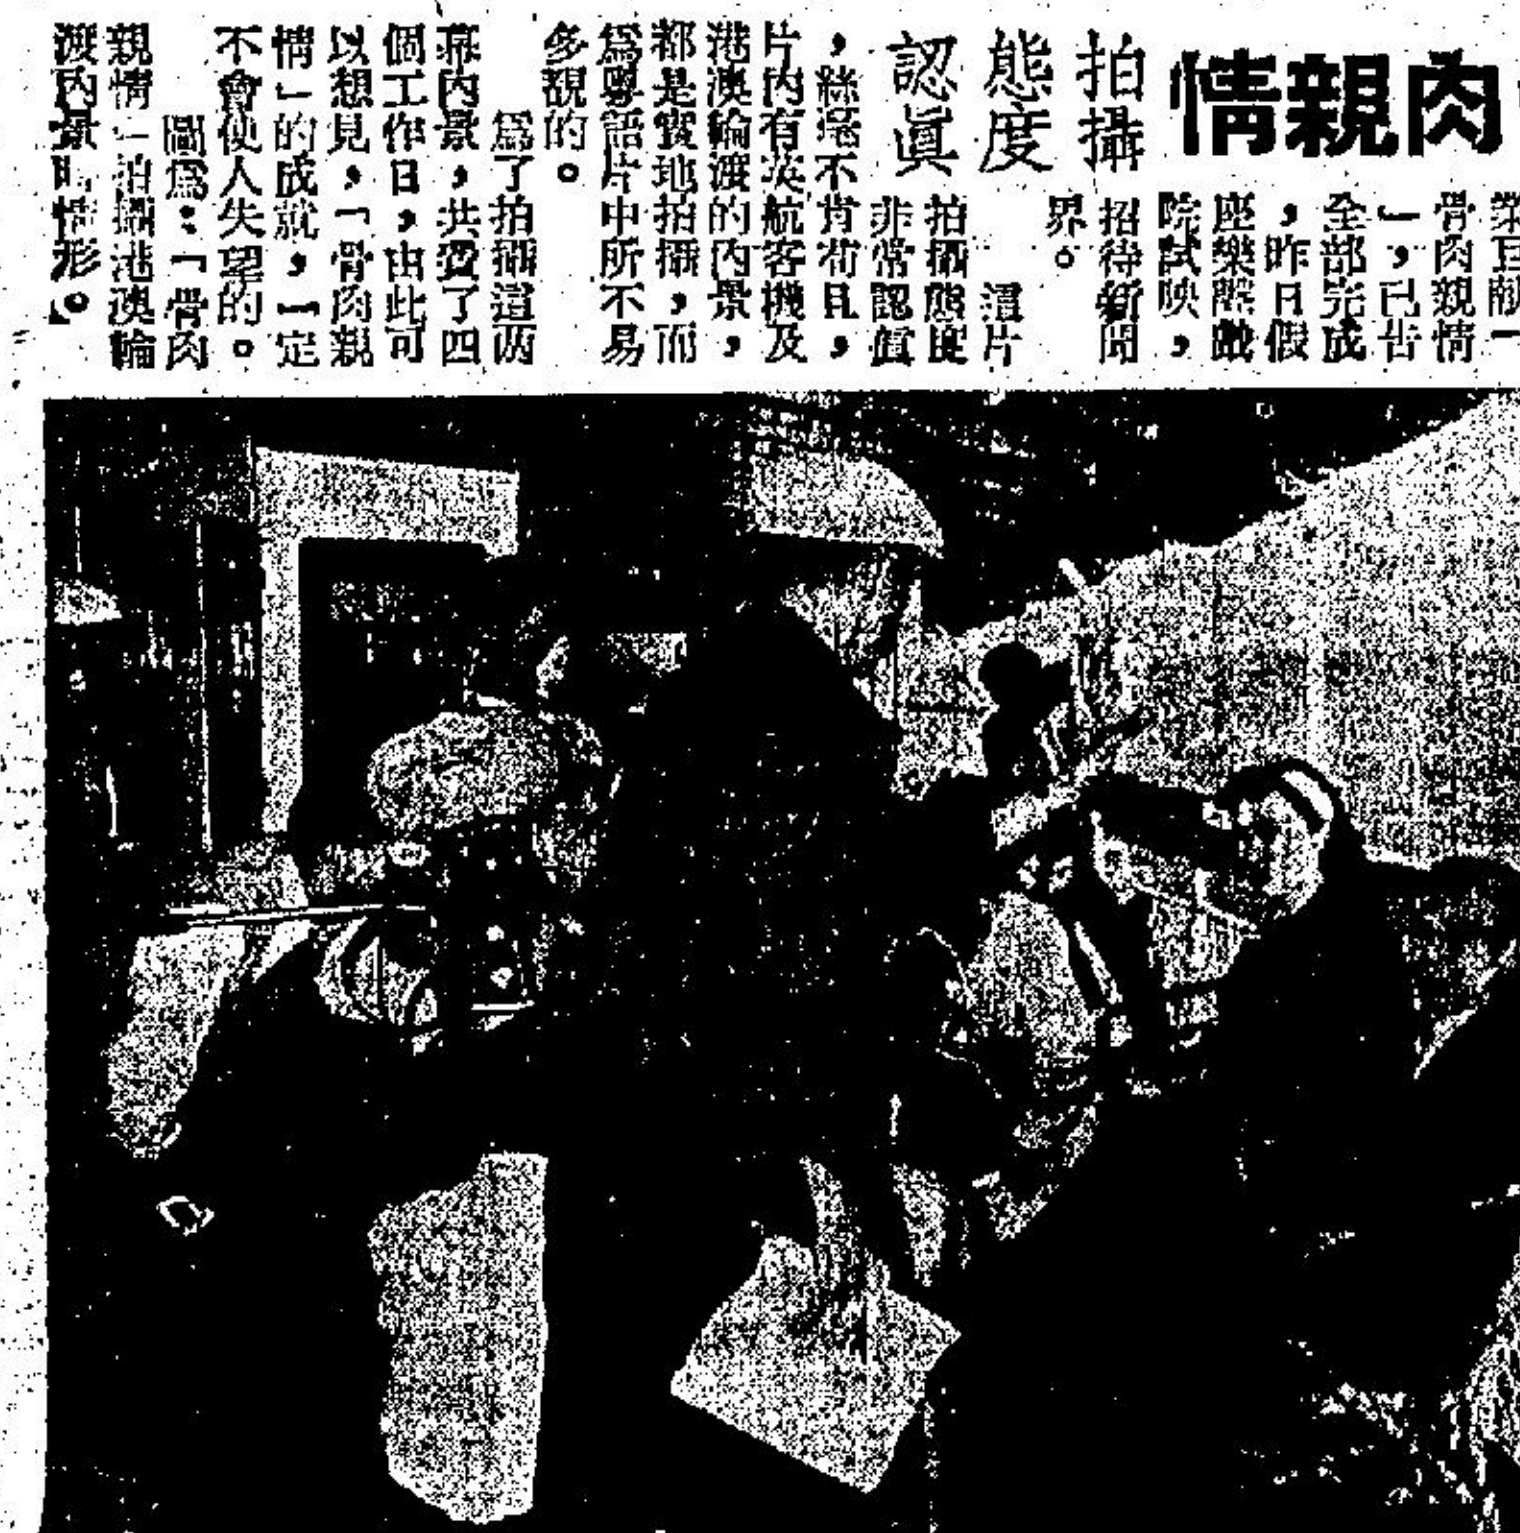 肉親情
拍攝
態度
認眞
骨肉親情
」，已告
全部完成
，昨日假
座樂聲戲
院試映，
招待新聞
界。
這片
拍攝態度
非常認眞
，絲毫不肯苟且，
片內有英航客機及
港澳輪渡的內景，
都是實地拍攝，而
爲粵語片中所不易
多覩的。
爲了拍攝這两
幕內景，共費了四
個工作日，由此可
以想見，「骨肉親
情」的成就，一定
不會使人失望的。
圖爲：「骨肉
親情」拍攝港澳輪
渡內景時情形。